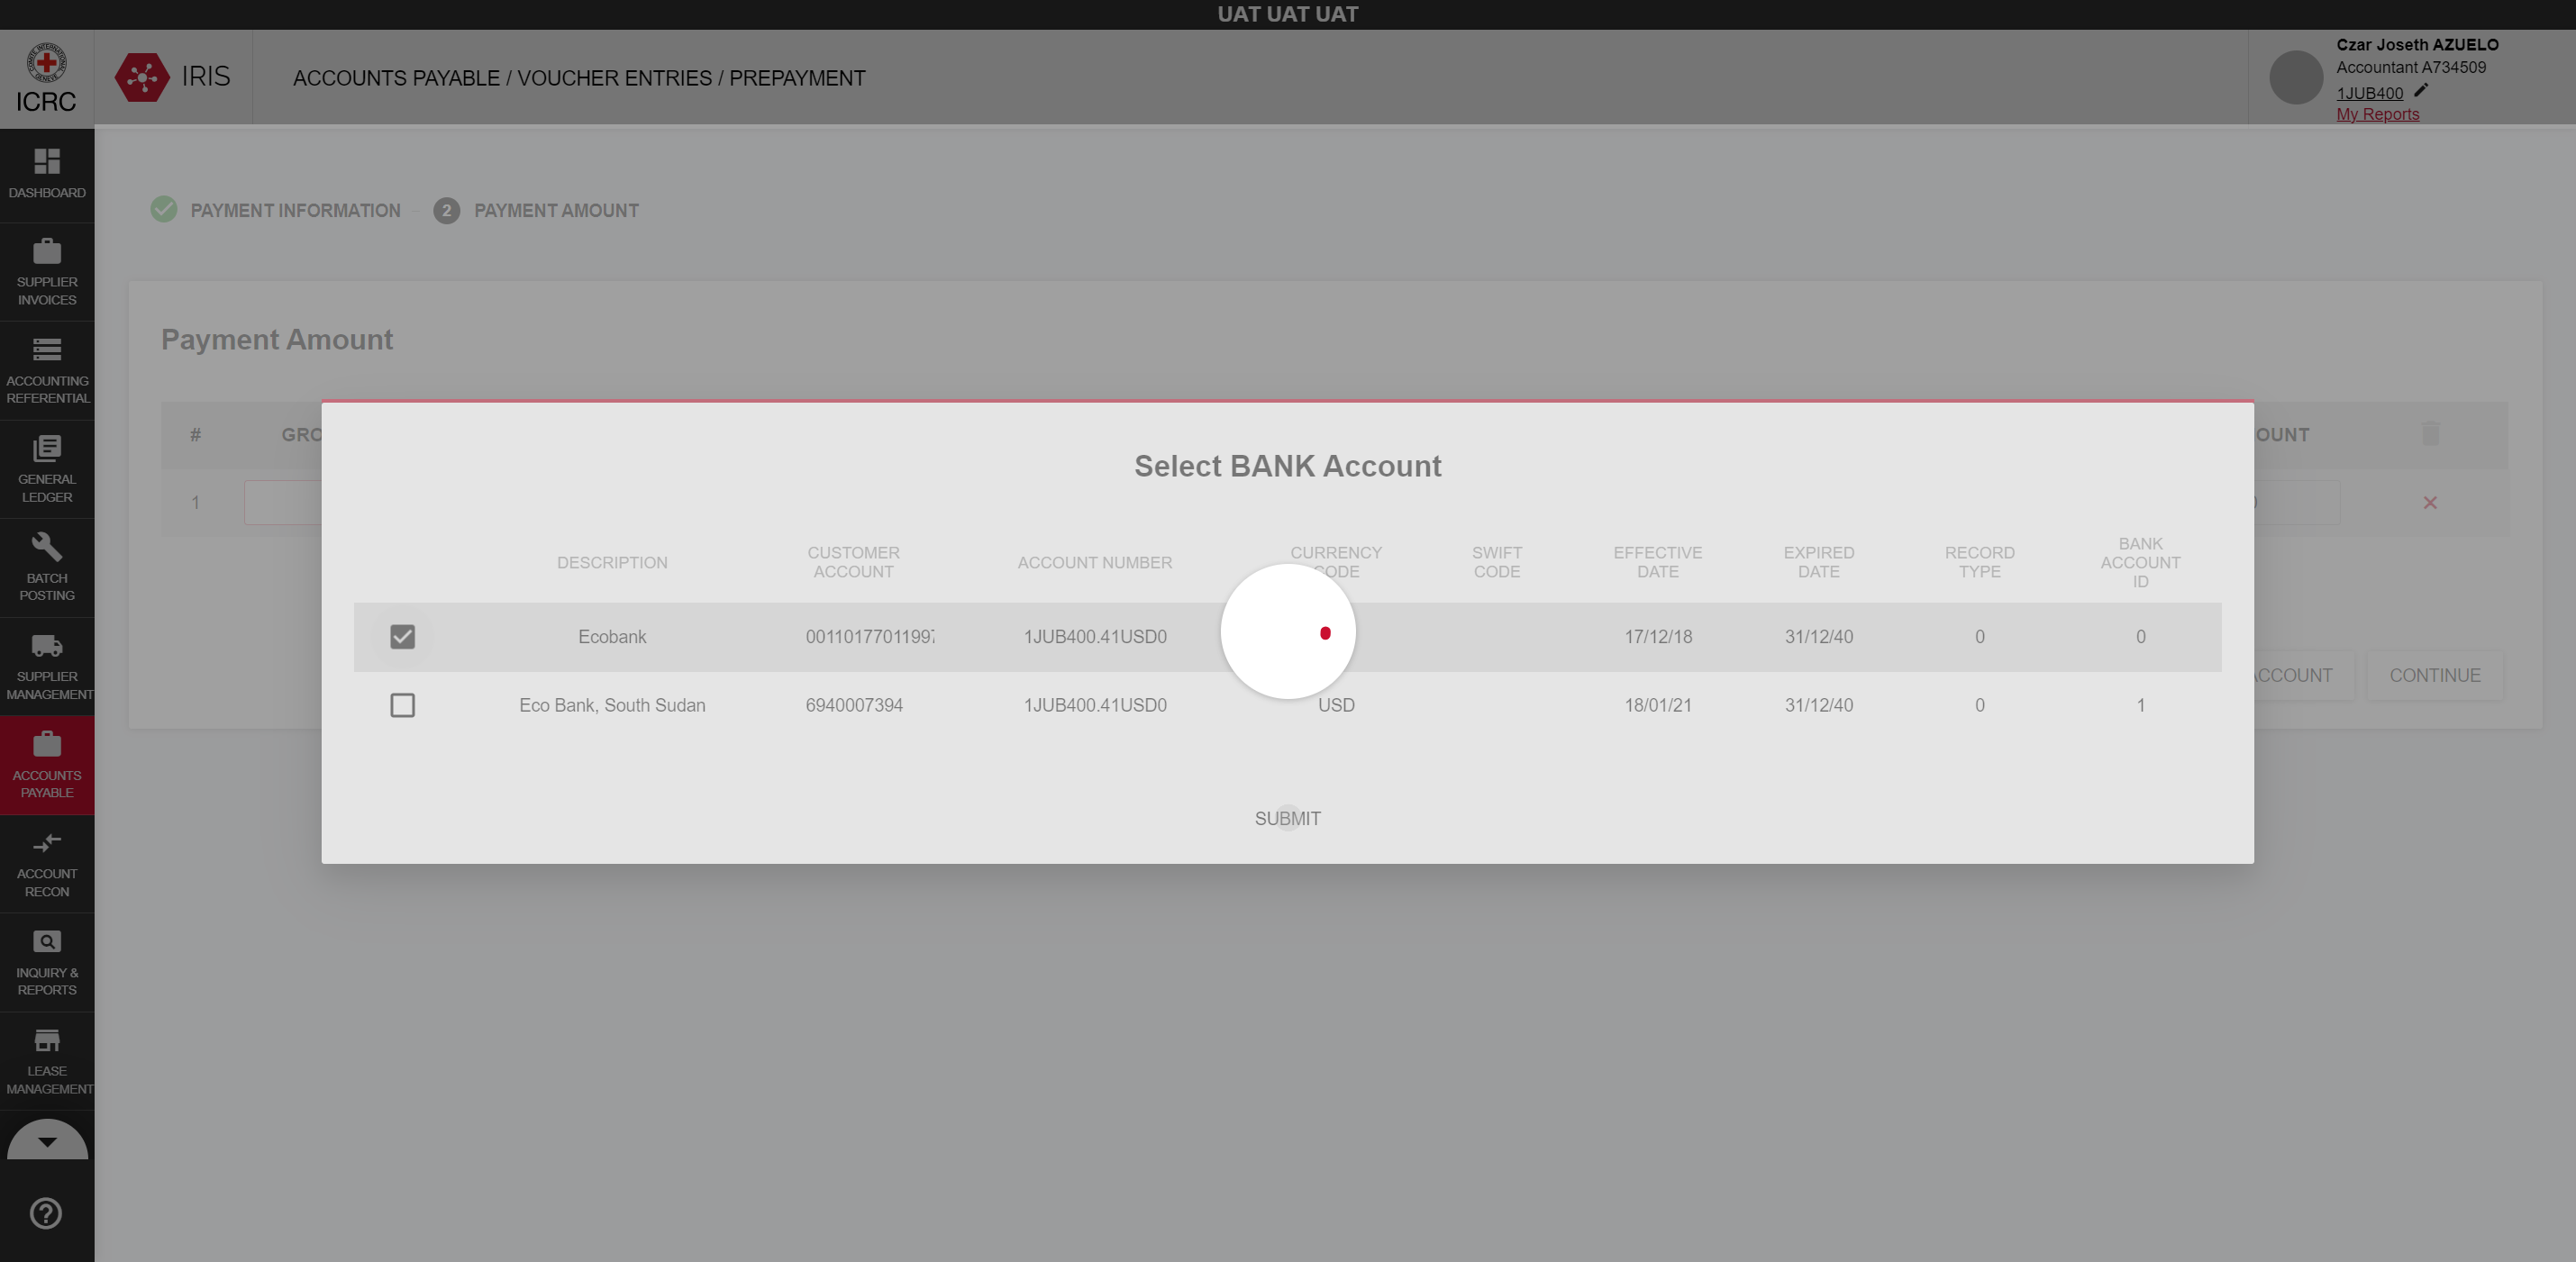 UAT UAT UAT
ICRC
IRIS
ACCOUNTS PAYABLE / VOUCHER ENTRIES / PREPAYMENT
Czar Joseth AZUELO
Accountant A734509
1JUB400
My Reports
DASHBOARD
SUPPLIER
INVOICES
ACCOUNTING
REFERENTIAL
GENERAL
LEDGER
BATCH
POSTING
SUPPLIER
MANAGEMENT
ACCOUNTS
PAYABLE
ACCOUNT
RECON
INQUIRY &
REPORTS
LEASE
MANAGEMENT
PAYMENT INFORMATION
2 PAYMENT AMOUNT
Payment Amount
# GRO OUNT
1
ACCOUNT CONTINUE
Select BANK Account
DESCRIPTION
CUSTOMER
ACCOUNT
ACCOUNT NUMBER
CURRENCY
CODE
SWIFT
CODE
EFFECTIVE
DATE
EXPIRED
DATE
RECORD
TYPE
BANK
ACCOUNT
ID
Ecobank 00110177011997 1JUB400.41USD0 17/12/18 31/12/40 0 0
Eco Bank, South Sudan 6940007394 1JUB400.41USD0 USD 18/01/21 31/12/40 0 1
SUBMIT